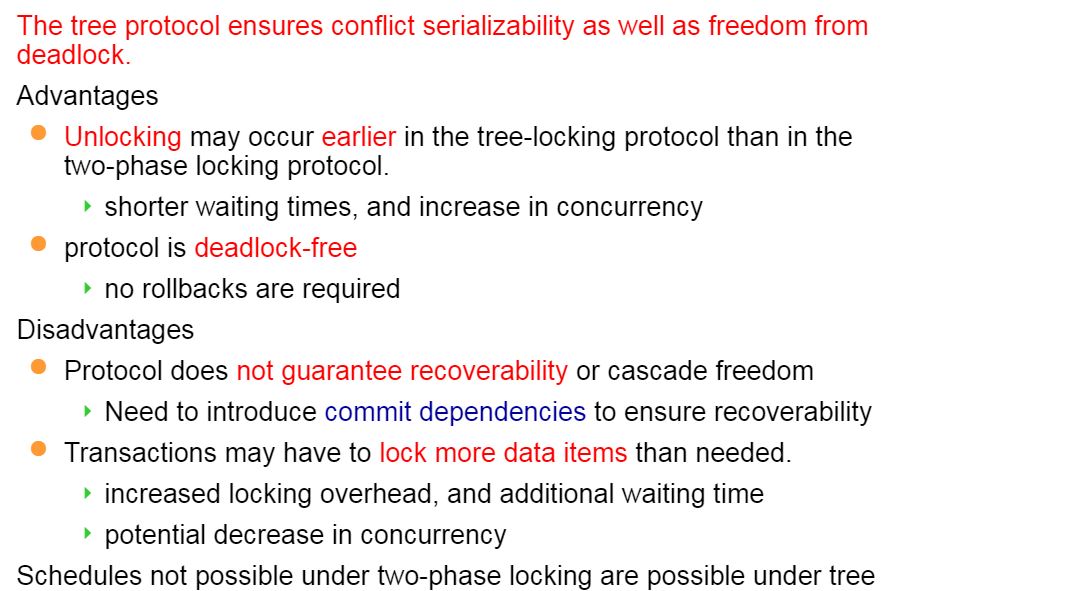 The tree protocol ensures conflict serializability as well as freedom from
deadlock.
Advantages
Unlocking may occur earlier in the tree-locking protocol than in the
two-phase locking protocol.
shorter waiting times, and increase in concurrency
protocol is deadlock-free
no rollbacks are required
Disadvantages
Protocol does not guarantee recoverability or cascade freedom
Need to introduce commit dependencies to ensure recoverability
Transactions may have to lock more data items than needed.
increased locking overhead, and additional waiting time
potential decrease in concurrency
Schedules not possible under two-phase locking are possible under tree